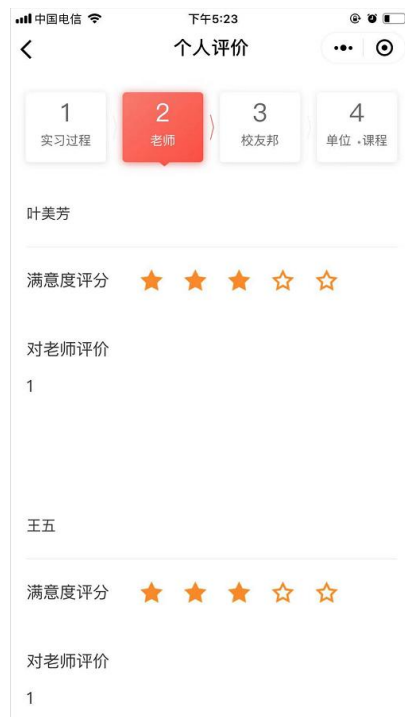 中国电信 下午5:23
个人评价
1 2 3 4
实习过程 老师 校友邦 单位 ·课程
叶美芳
满意度评分
对老师评价
1
王五
满意度评分
对老师评价
1